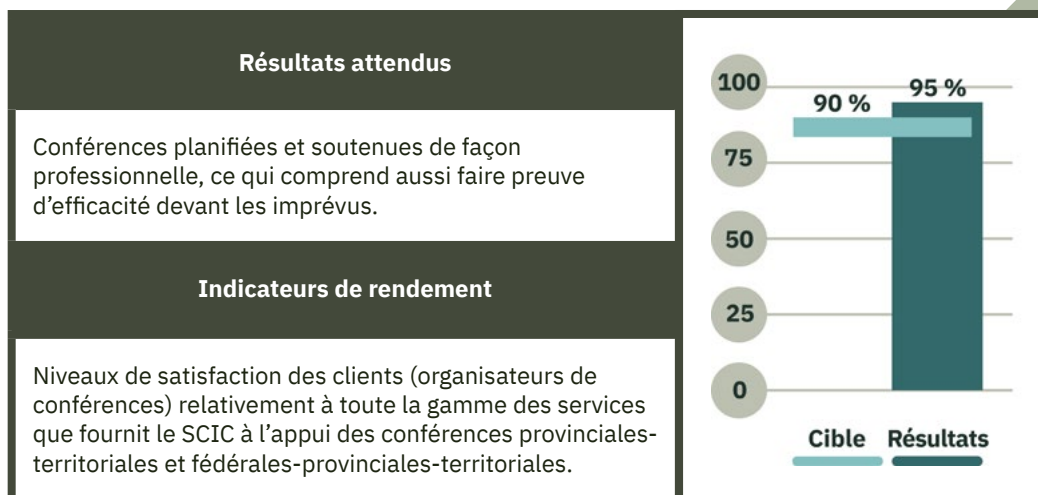 Résultats attendus
Conférences planifiées et soutenues de façon
professionnelle, ce qui comprend aussi faire preuve
d’efficacité devant les imprévus.
Indicateurs de rendement
Niveaux de satisfaction des clients (organisateurs de
conférences) relativement à toute la gamme des services
que fournit le SCIC à l’appui des conférences provinciales-
territoriales et fédérales-provinciales-territoriales.
100
95 %
90 %
75
50
25
0
Cible Résultats